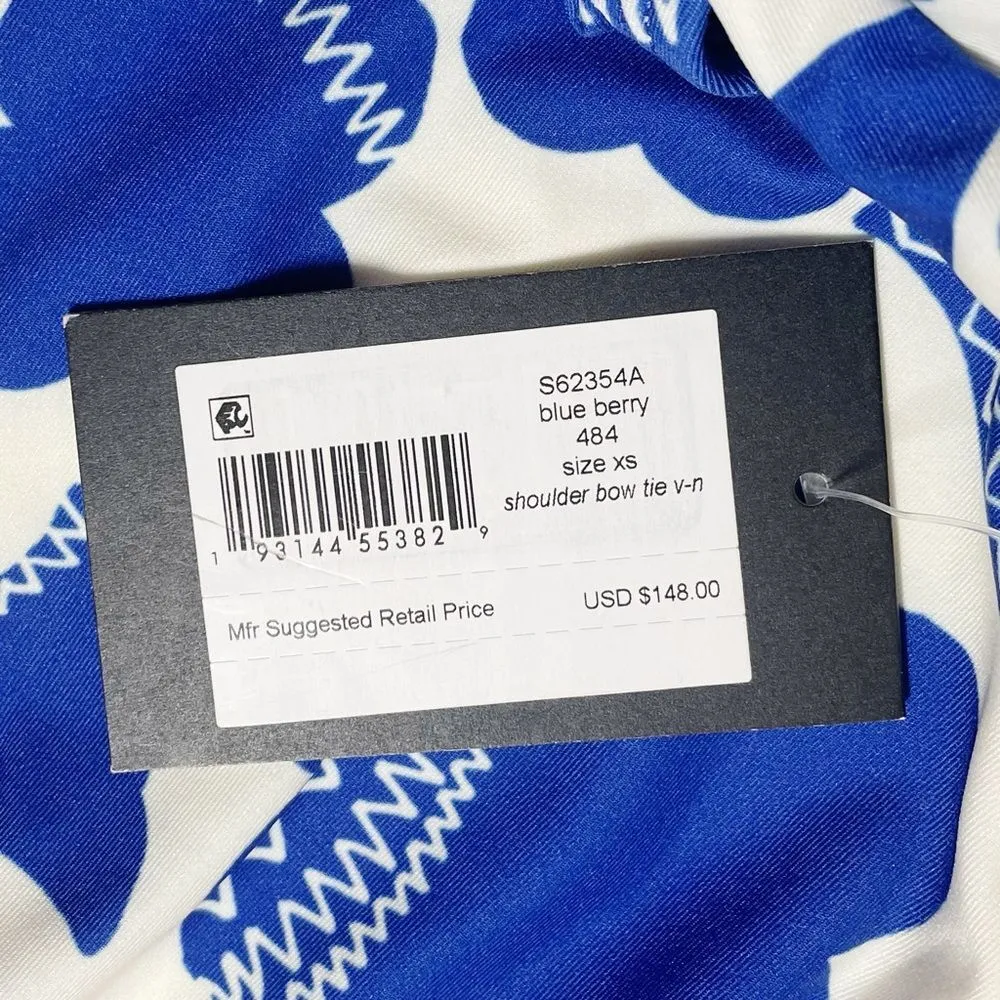 S62354A
blue berry
484
size xs
shoulder bow tie v-n
1 93144 55382 9
Mfr Suggested Retail Price USD $148.00